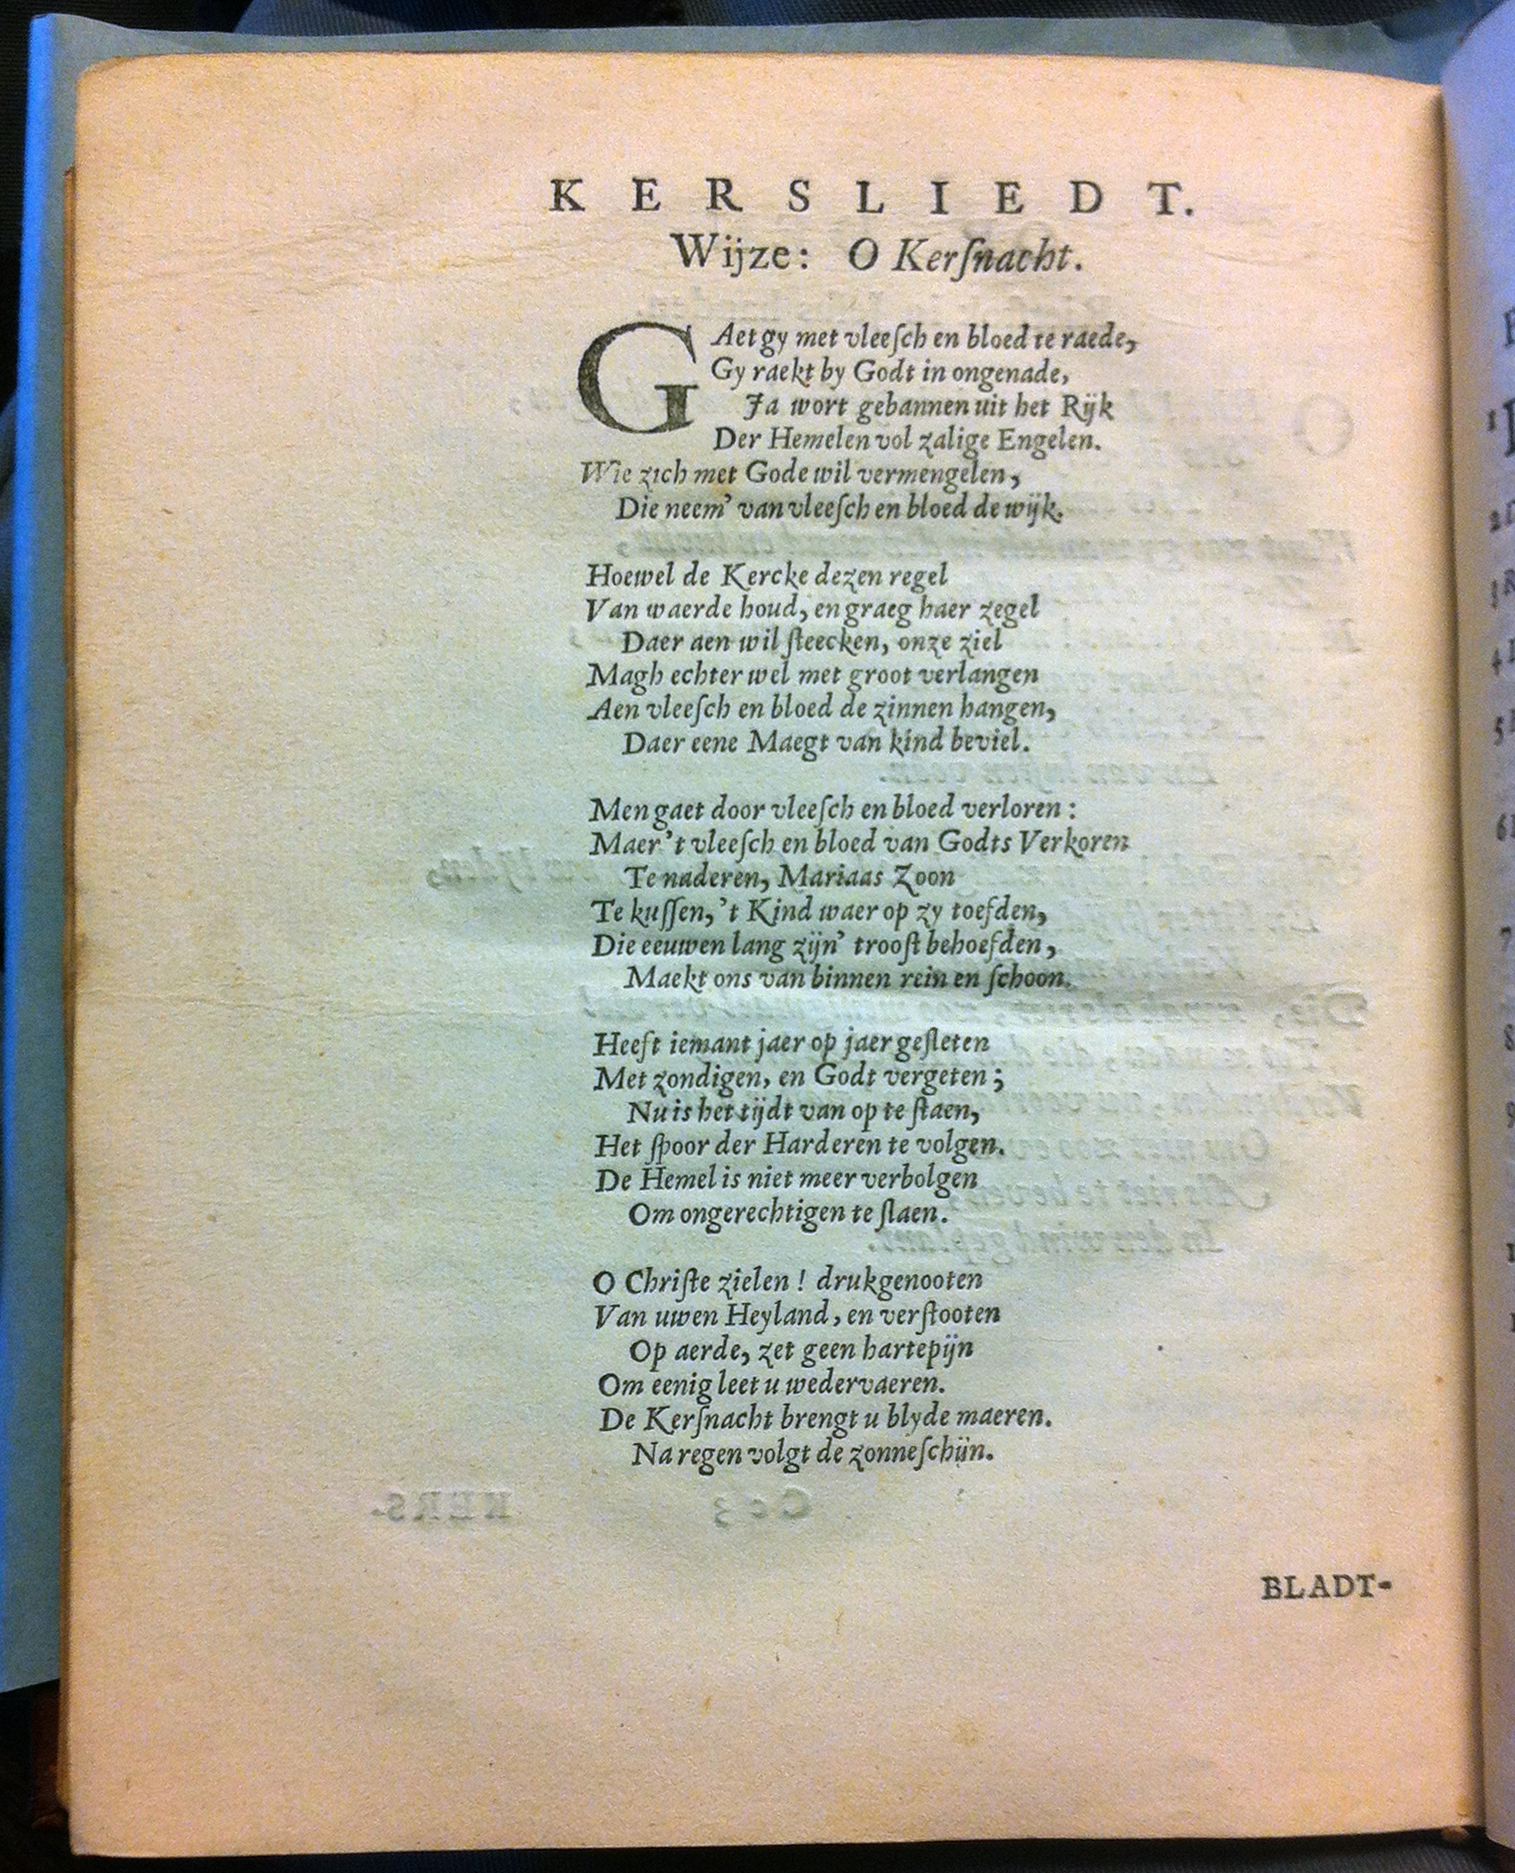 KERSLIEDT.
Wijze: O Kerſnacht.
GAet gy met vleeſch en bloed te raede,
Gy raekt by Godt in ongenade,
Ja wort gebannen uit het Rijk
Der Hemelen vol zalige Engelen.
Wie zich met Gode wil vermengelen,
Die neem' van vleeſch en bloed de wijk.
Hoewel de Kercke dezen regel
Van waerde houd, en graeg haer zegel
Daer aen wil ſteecken, onze ziel
Magh echter wel met groot verlangen
Aen vleeſch en bloed de zinnen hangen,
Daer eene Maegt van kind beviel.
Men gaet door vleeſch en bloed verloren:
Maer 't vleeſch en bloed van Godts Verkoren
Te naderen, Mariaas Zoon
Te kuſſen, 't Kind waer op zy toefden,
Die eeuwen lang zijn' trooſt behoefden,
Maekt ons van binnen rein en ſchoon.
Heeft iemant jaer op jaer geſleten
Met zondigen, en Godt vergeten;
Nu is het tijdt van op te ſtaen,
Het ſpoor der Harderen te volgen.
De Hemel is niet meer verbolgen
Om ongerechtigen te ſlaen.
O Chriſte zielen! drukgenooten
Van uwen Heyland, en verſtooten
Op aerde, zet geen hartepijn
Om eenig leet u wedervaeren.
De Kerſnacht brengt u blyde maeren.
Na regen volgt de zonneſchijn.
BLADT-